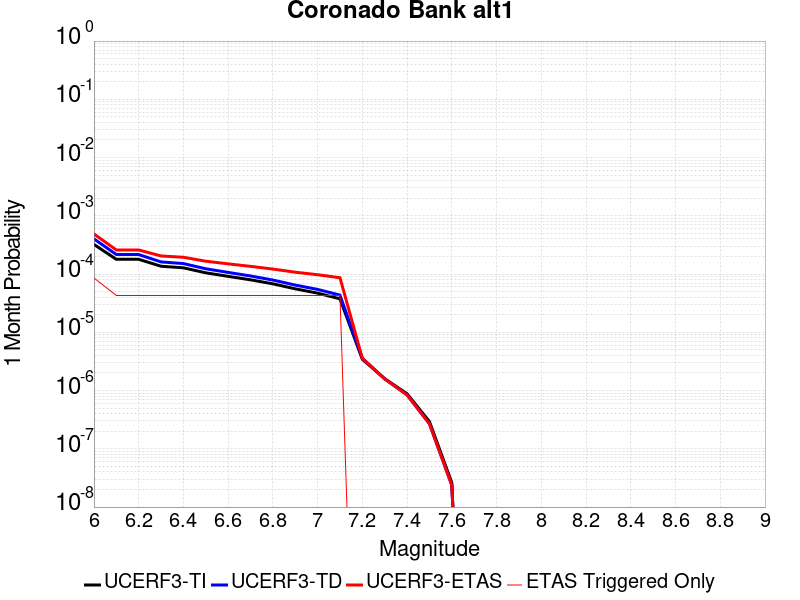 Coronado Bank alt1
10^0
10^-1
10^-2
10^-3
10^-4
10^-5
10^-6
10^-7
10^-8
1 Month Probability
6 6.2 6.4 6.6 6.8 7 7.2 7.4 7.6 7.8 8 8.2 8.4 8.6 8.8 9
Magnitude
UCERF3-TI UCERF3-TD UCERF3-ETAS ETAS Triggered Only